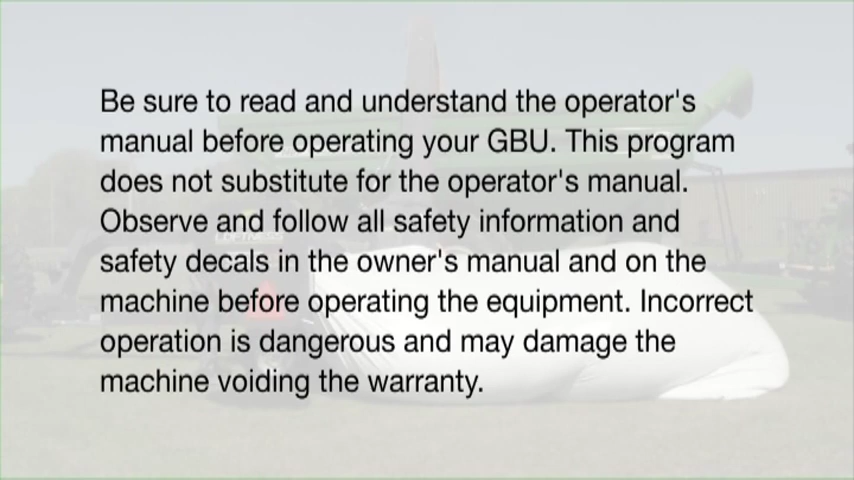 Be sure to read and understand the operator's
manual before operating your GBU. This program
does not substitute for the operator's manual.
Observe and follow all safety information and
safety decals in the owner's manual and on the
machine before operating the equipment. Incorrect
operation is dangerous and may damage the
machine voiding the warranty.